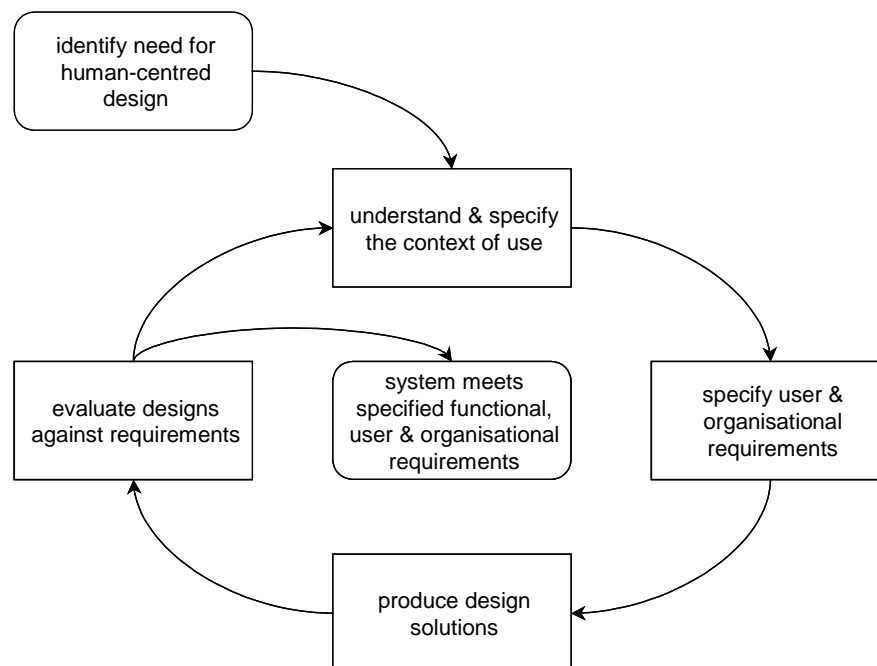 identify need for
human-centred
design
understand & specify
the context of use
evaluate designs
against requirements
system meets
specified functional,
user & organisational
requirements
specify user &
organisational
requirements
produce design
solutions